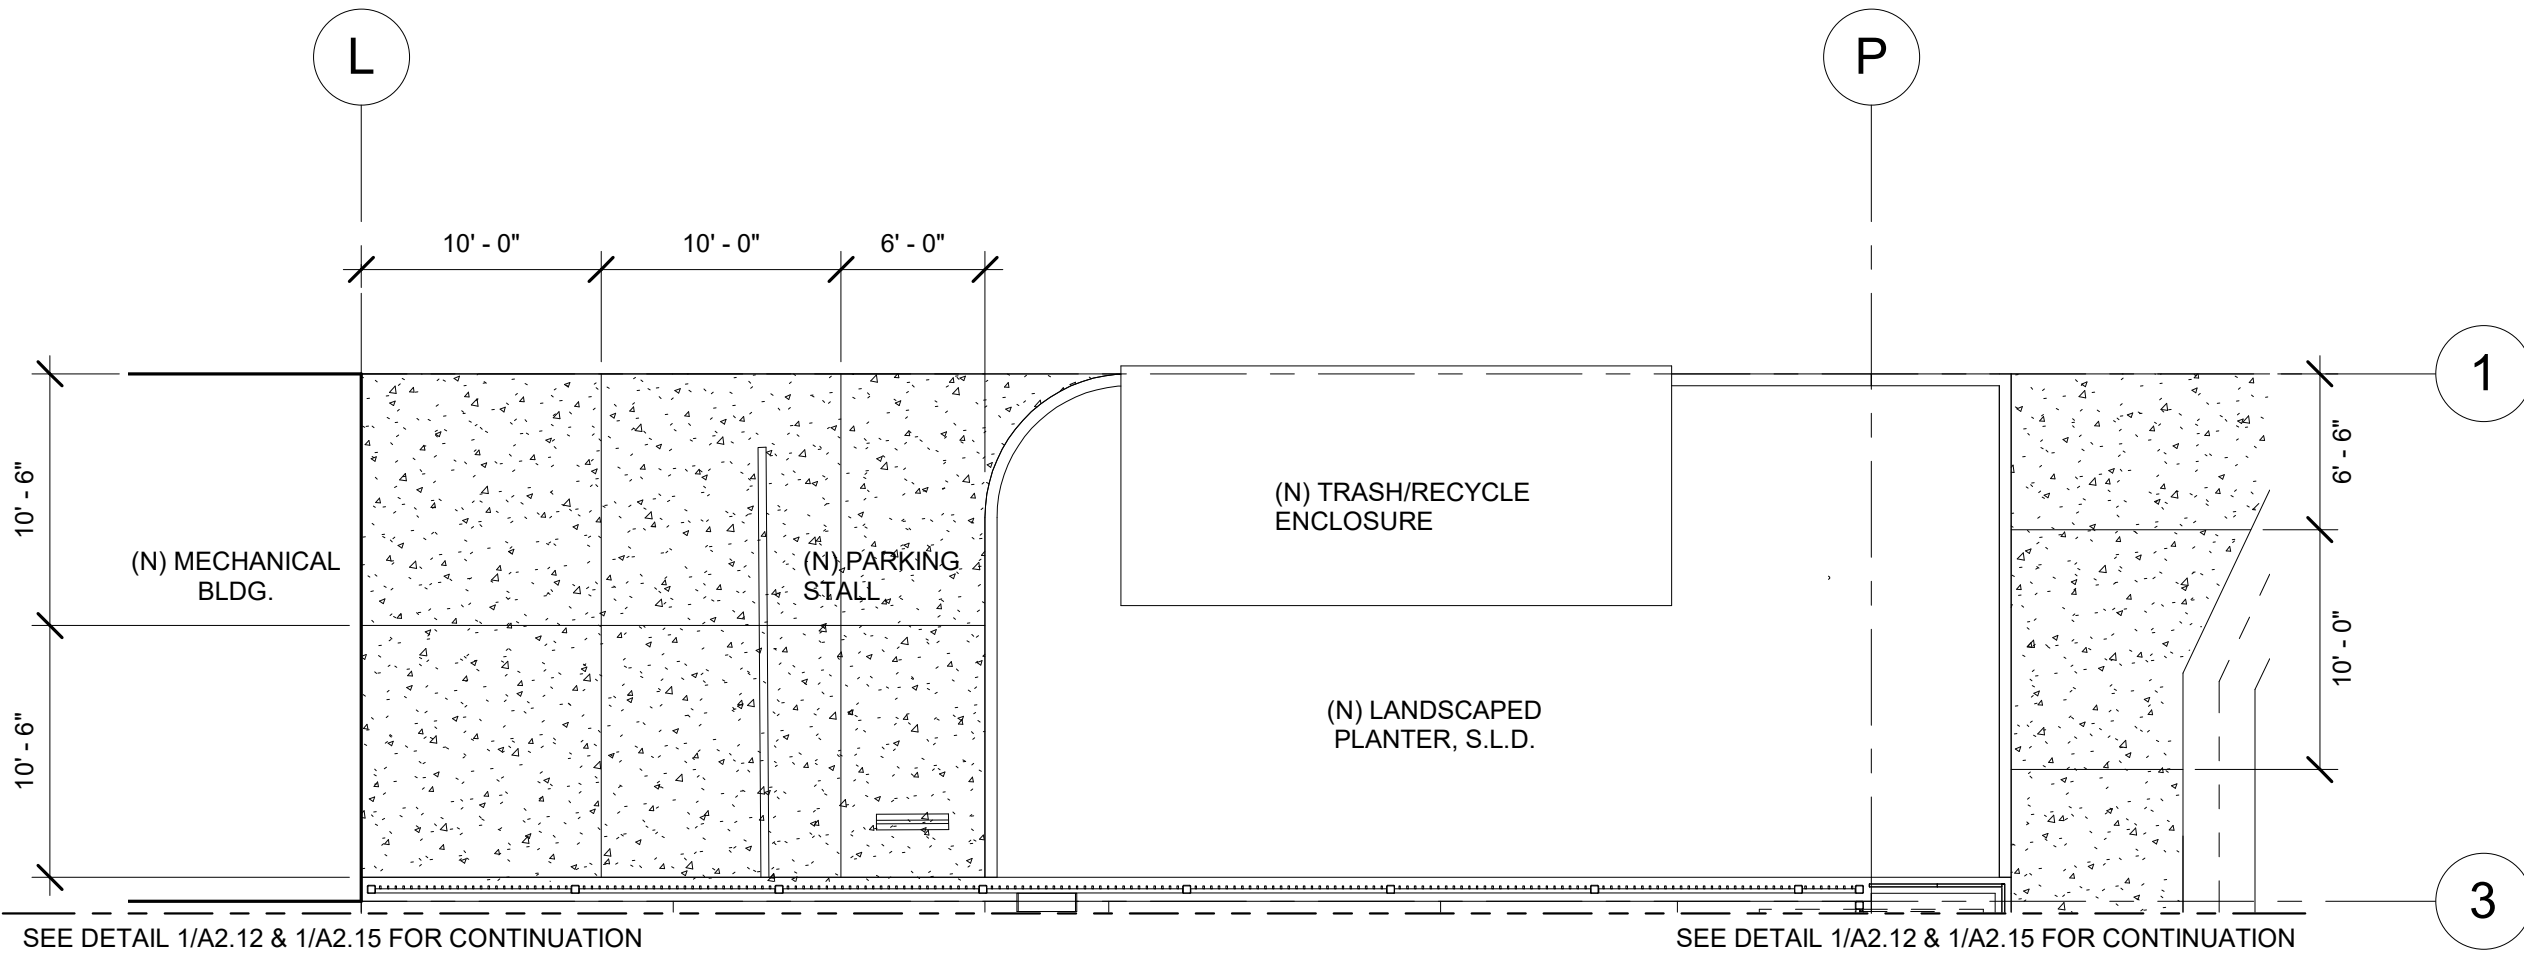 L
P
10' - 0"
10' - 0"
6' - 0"
1
10' - 6"
6' - 6"
(N) TRASH/RECYCLE
ENCLOSURE
(N) MECHANICAL
BLDG.
(N) PARKING
STALL
10' - 0"
10' - 6"
(N) LANDSCAPED
PLANTER, S.L.D.
3
SEE DETAIL 1/A2.12 & 1/A2.15 FOR CONTINUATION
SEE DETAIL 1/A2.12 & 1/A2.15 FOR CONTINUATION